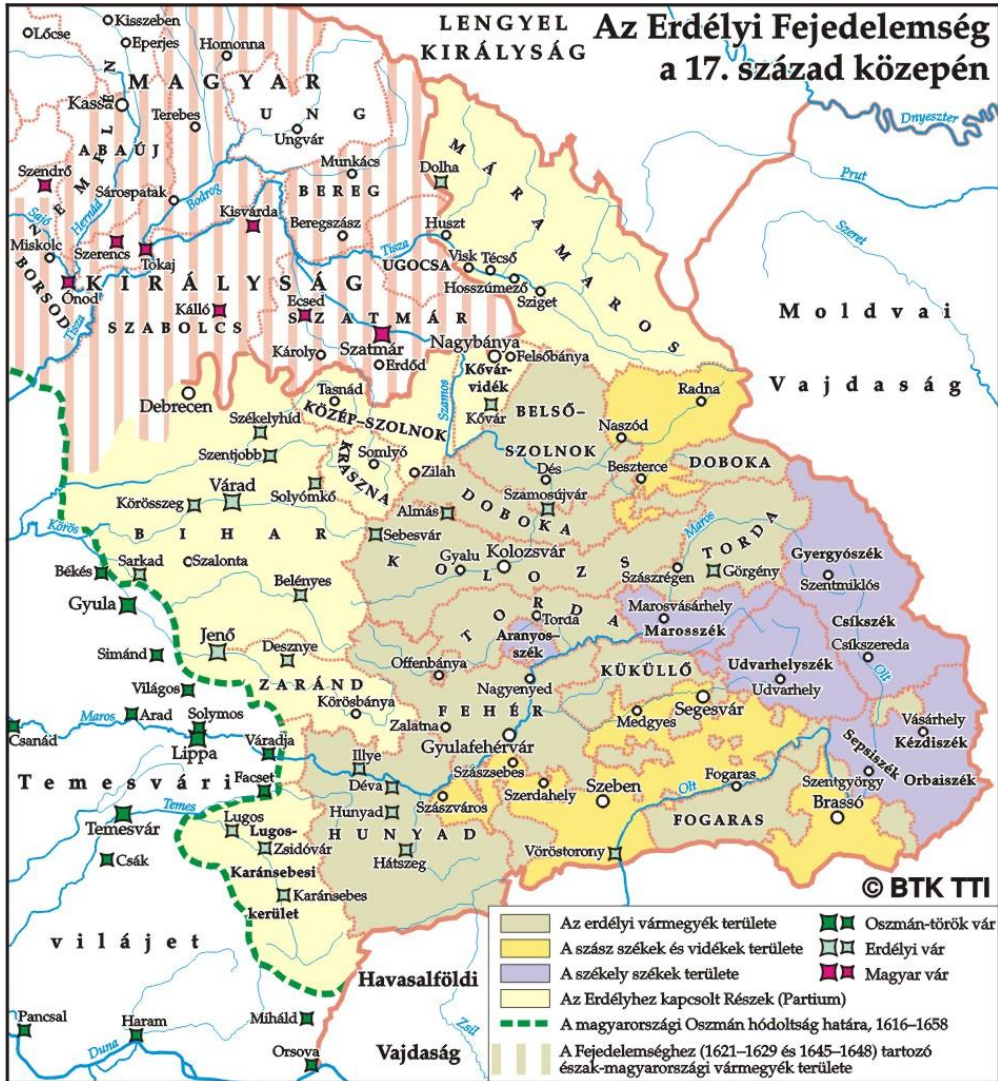 Az Erdélyi Fejedelemség
a 17. század közepén
LENGYEL
KIRÁLYSÁG
Kisszeben
Lőcse
Eperjes
Homonna
MAGYAR
Kassa
Terebes
UNG
Ungvár
ABAÚJ
ZEMPLÉN
Szendrő
Munkács
BEREG
Dolha
MÁRAMAROS
Dnyeszter
Prut
Szeret
Sárospatak
Bodrog
Kisvárda
Beregszász
Huszt
Sajó
Hernád
Miskolc
Szerencs
Tokaj
Tisza
UGOCSA
Visk
Técső
Hosszúmező
Sziget
BORSOD
Ónod
KIRÁLYSÁG
Kálló
Ecsed
SZABOLCS
SZATMÁR
Tisza
Szatmár
Károly
Erdőd
Nagybánya
Felsőbánya
Moldvai
Vajdaság
Kővár-
vidék
Kővár
Szamos
Debrecen
Tasnád
KÖZÉP-SZOLNOK
Székelyhíd
BELSŐ-
SZOLNOK
Radna
Naszód
Szentjobb
KRASZNA
Somlyó
Zilah
Dés
Beszterce
DOBOKA
Várad
Solyómkő
Körösszeg
Almás
Szamosújvár
DOBOKA
BIHAR
Sebesvár
Maros
TORDA
Körös
Sarkad
Szalonta
KOLOZS
Gyalu
Kolozsvár
Szászrégen
Görgény
Gyergyószék
Szentmiklós
Békés
Gyula
Belényes
TORDA
Torda
Aranyos-
szék
Marosvásárhely
Marosszék
Csíkszék
Csíkszereda
Simánd
Jenő
Desznye
Offenbánya
KÜKÜLLŐ
Udvarhelyszék
Udvarhely
Olt
Világos
ZARÁND
Nagyenyed
Körösbánya
Zalatna
FEHÉR
Medgyes
Segesvár
Maros
Arad
Solymos
Lippa
Csanád
Váradja
Gyulafehérvár
Vásárhely
Kézdiszék
Illye
Szászsebes
Sepsiszék
Temesvári
Facset
Déva
Szászváros
Szerdahely
Szeben
Fogaras
Olt
Szentgyörgy
Orbaiszék
Temes
Temesvár
Hunyad
HUNYAD
FOGARAS
Brassó
Csák
Lugos
Lugos-
Zsidóvár
Karánsebesi
kerület
Karánsebes
Hátszeg
Vöröstorony
vilájet
Pancsal
Haram
Duna
Miháld
Orsova
Havasalföldi
Vajdaság
Zsil
© BTK TTI
Az erdélyi vármegyék területe
A szász székek és vidékek területe
A székely székek területe
Az Erdélyhez kapcsolt Részek (Partium)
A magyarországi Oszmán hódoltság határa, 1616–1658
A Fejedelemséghez (1621–1629 és 1645–1648) tartozó
észak-magyarországi vármegyék területe
Oszmán-török vár
Erdélyi vár
Magyar vár